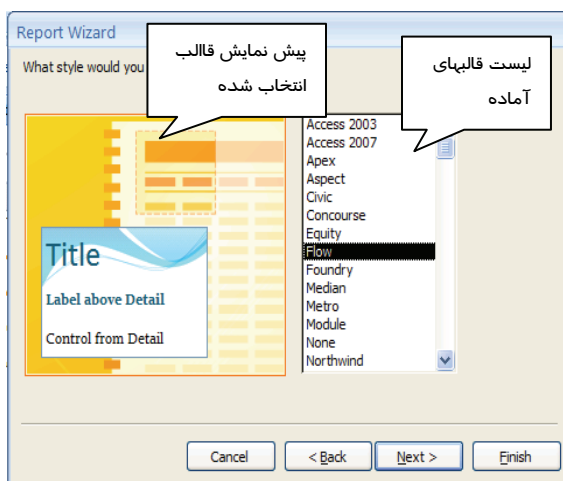 Report Wizard
What style would you
پیش نمایش قاالب
انتخاب شده
لیست قالبهای
آماده
Title
Label above Detail
Control from Detail
Access 2003
Access 2007
Apex
Aspect
Civic
Concourse
Equity
Flow
Foundry
Median
Metro
Module
None
Northwind
Cancel
< Back
Next >
Finish